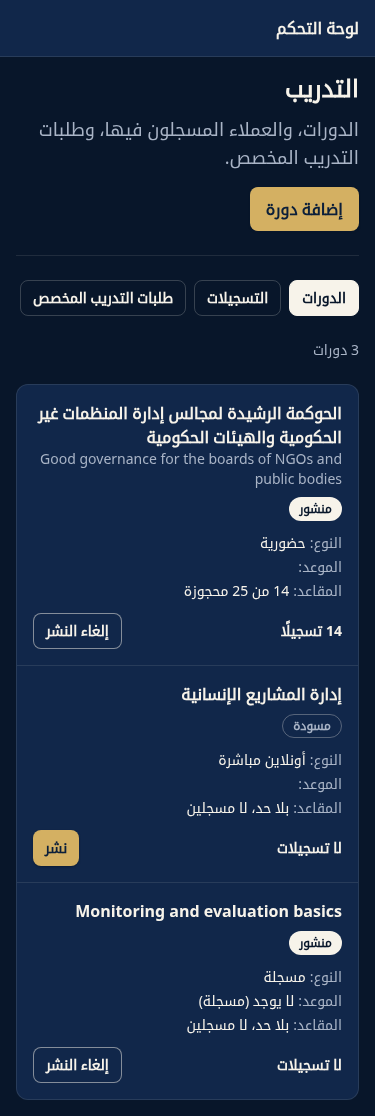 لوحة التحكم
التدريب
الدورات، والعملاء المسجلون فيها، وطلبات
التدريب المخصص.
إضافة دورة
الدورات
التسجيلات
طلبات التدريب المخصص
3 دورات
الحوكمة الرشيدة لمجالس إدارة المنظمات غير
الحكومية والهيئات الحكومية
Good governance for the boards of NGOs and
public bodies
منشور
النوع: حضورية
الموعد:
المقاعد: 14 من 25 محجوزة
14 تسجيلًا
إلغاء النشر
إدارة المشاريع الإنسانية
مسودة
النوع: أونلاين مباشرة
الموعد:
المقاعد: بلا حد، لا مسجلين
لا تسجيلات
نشر
Monitoring and evaluation basics
منشور
النوع: مسجلة
الموعد: لا يوجد (مسجلة)
المقاعد: بلا حد، لا مسجلين
لا تسجيلات
إلغاء النشر